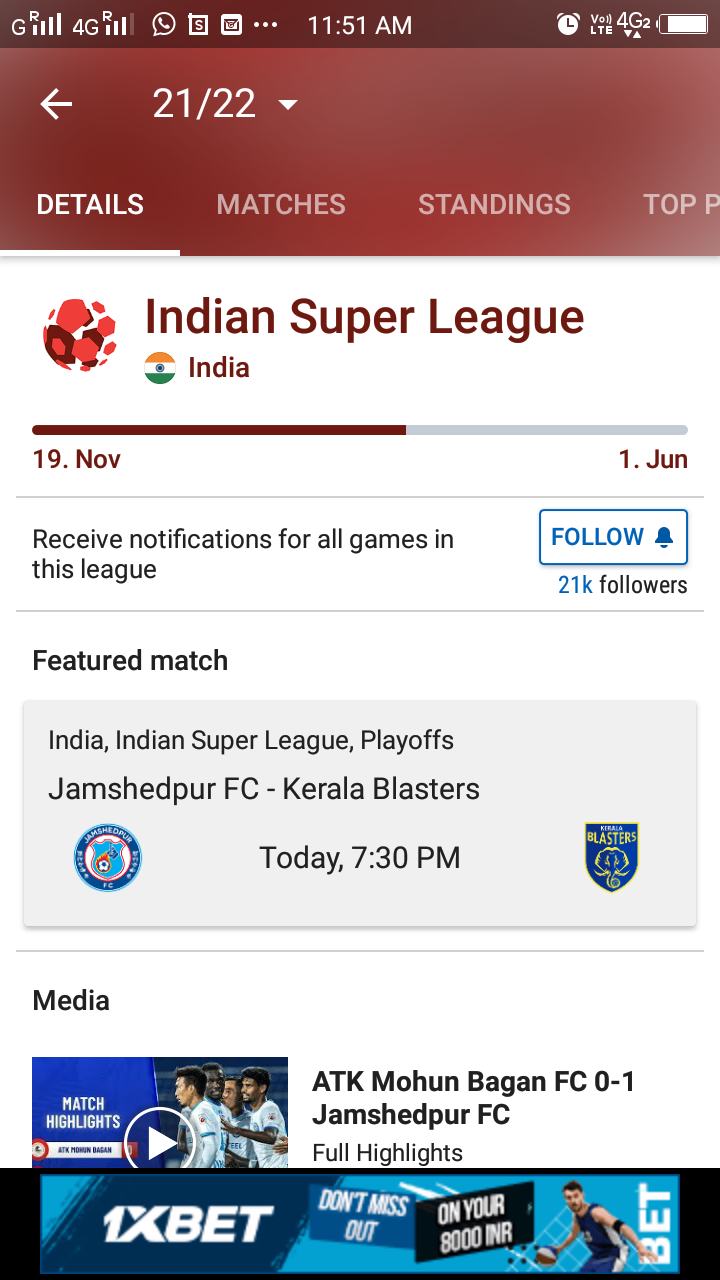 G R 4G R 11:51 AM Vo)) LTE 4G2
21/22
DETAILS MATCHES STANDINGS TOP P
Indian Super League
India
19. Nov 1. Jun
Receive notifications for all games in
this league
FOLLOW
21k followers
Featured match
India, Indian Super League, Playoffs
Jamshedpur FC - Kerala Blasters
JAMSHEDPUR
FC
Today, 7:30 PM
KERALA
BLASTERS
Media
MATCH
HIGHLIGHTS
ATK MOHUN BAGAN 0
ATK Mohun Bagan FC 0-1
Jamshedpur FC
Full Highlights
1XBET
DON'T MISS
OUT
ON YOUR
8000 INR
BET